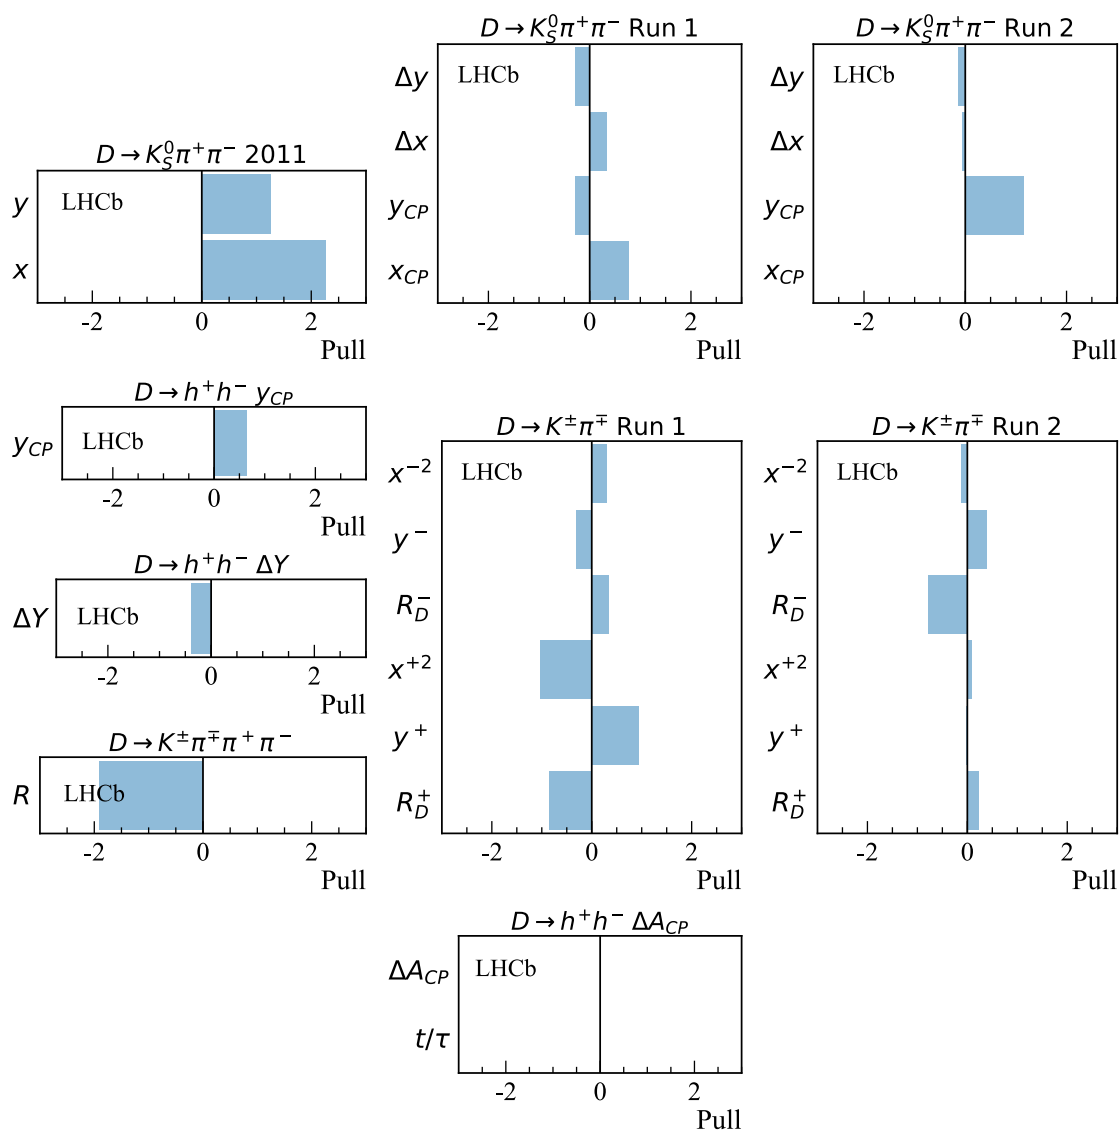 D → K_S^0 π⁺π⁻ 2011
LHCb
y
x
-2 0 2
Pull
D → K_S^0 π⁺π⁻ Run 1
LHCb
Δy
Δx
y_CP
x_CP
-2 0 2
Pull
D → K_S^0 π⁺π⁻ Run 2
LHCb
Δy
Δx
y_CP
x_CP
-2 0 2
Pull
D → h⁺h⁻ y_CP
LHCb
y_CP
-2 0 2
Pull
D → h⁺h⁻ ΔY
LHCb
ΔY
-2 0 2
Pull
D → K^± π^∓ π⁺π⁻
LHCb
R
-2 0 2
Pull
D → K^± π^∓ Run 1
LHCb
x^{-2}
y⁻
R_D^-
x^{+2}
y⁺
R_D^+
-2 0 2
Pull
D → K^± π^∓ Run 2
LHCb
x^{-2}
y⁻
R_D^-
x^{+2}
y⁺
R_D^+
-2 0 2
Pull
D → h⁺h⁻ ΔA_CP
LHCb
ΔA_CP
t/τ
-2 0 2
Pull